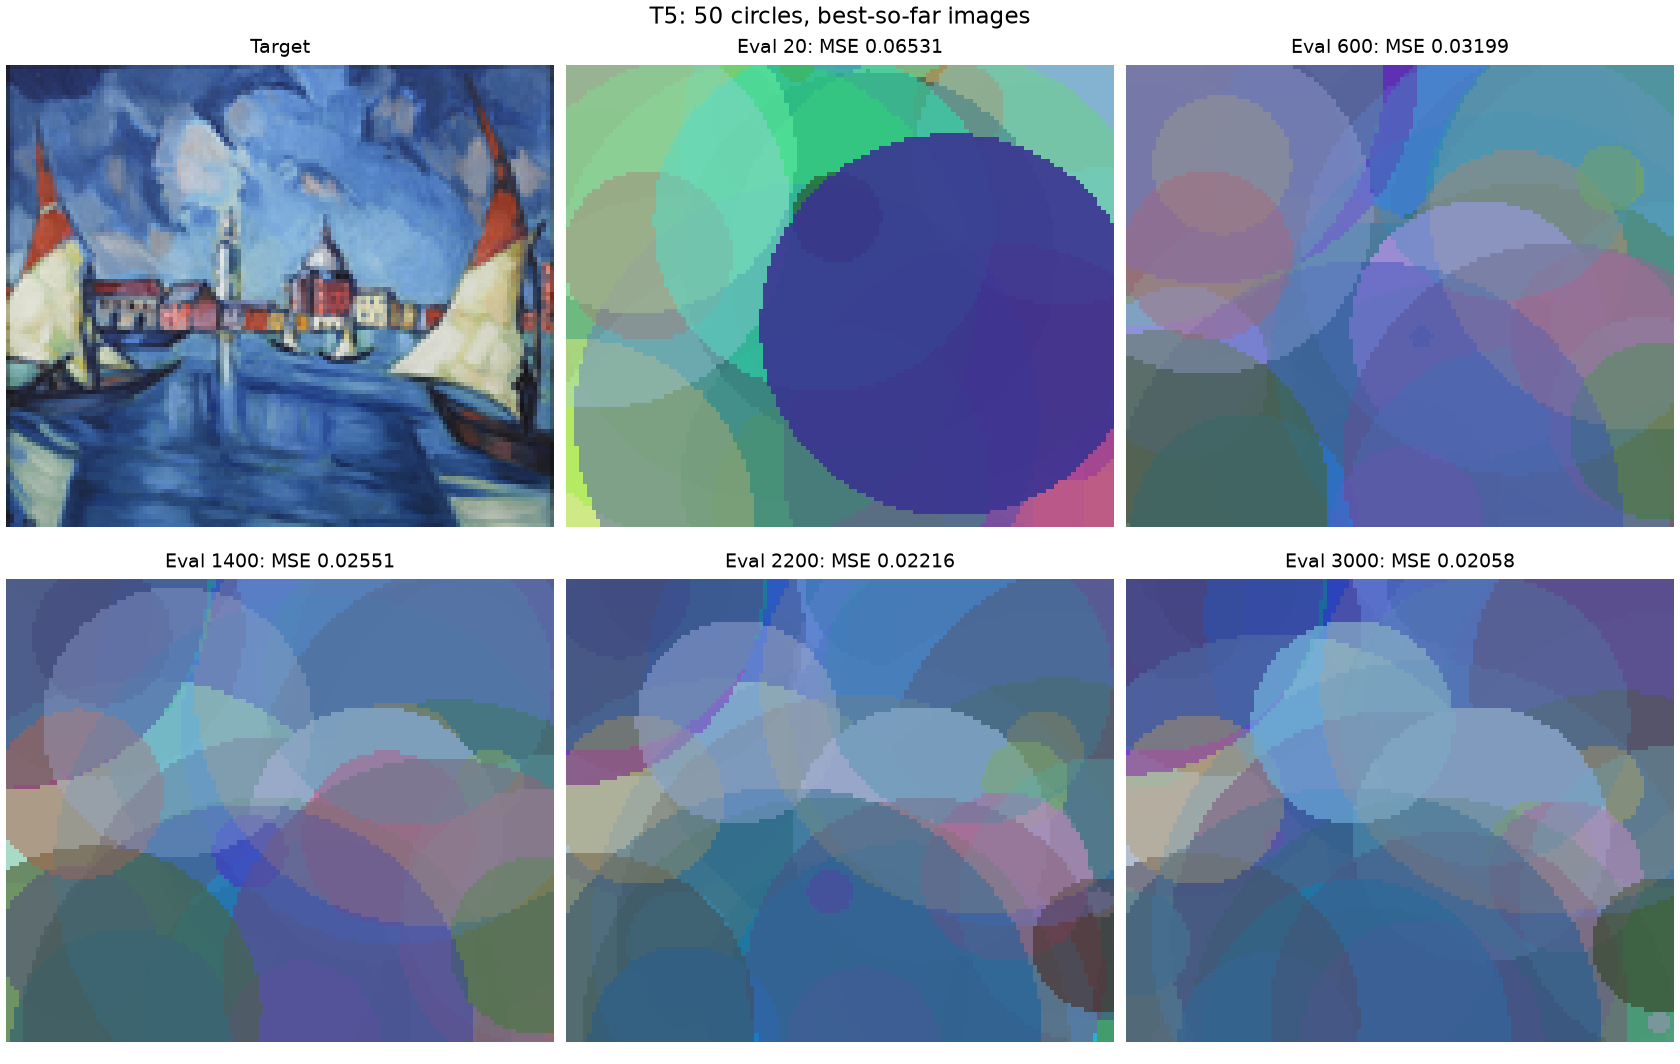 T5: 50 circles, best-so-far images
Target
Eval 20: MSE 0.06531
Eval 600: MSE 0.03199
Eval 1400: MSE 0.02551
Eval 2200: MSE 0.02216
Eval 3000: MSE 0.02058